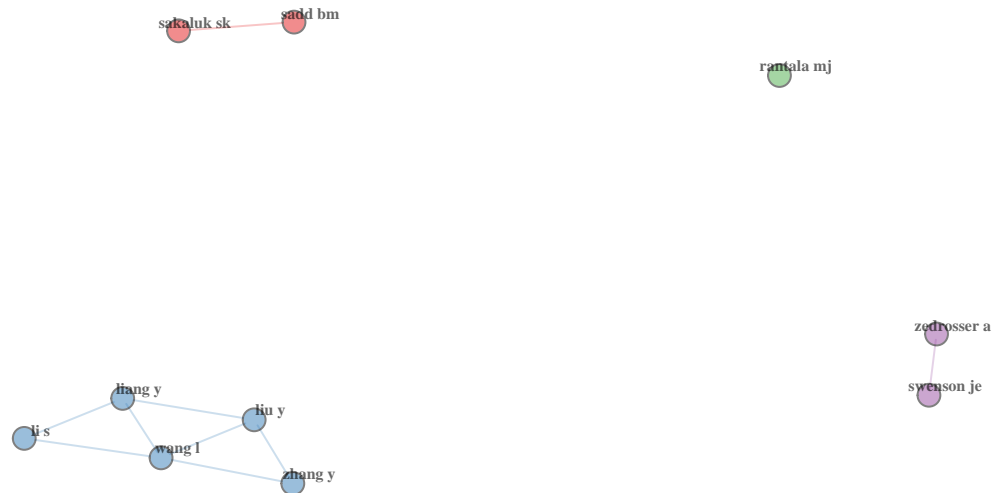 sakaluk sk
sadd bm
rantala mj
zedrosser a
swenson je
liang y
liu y
li s
wang l
zhang y